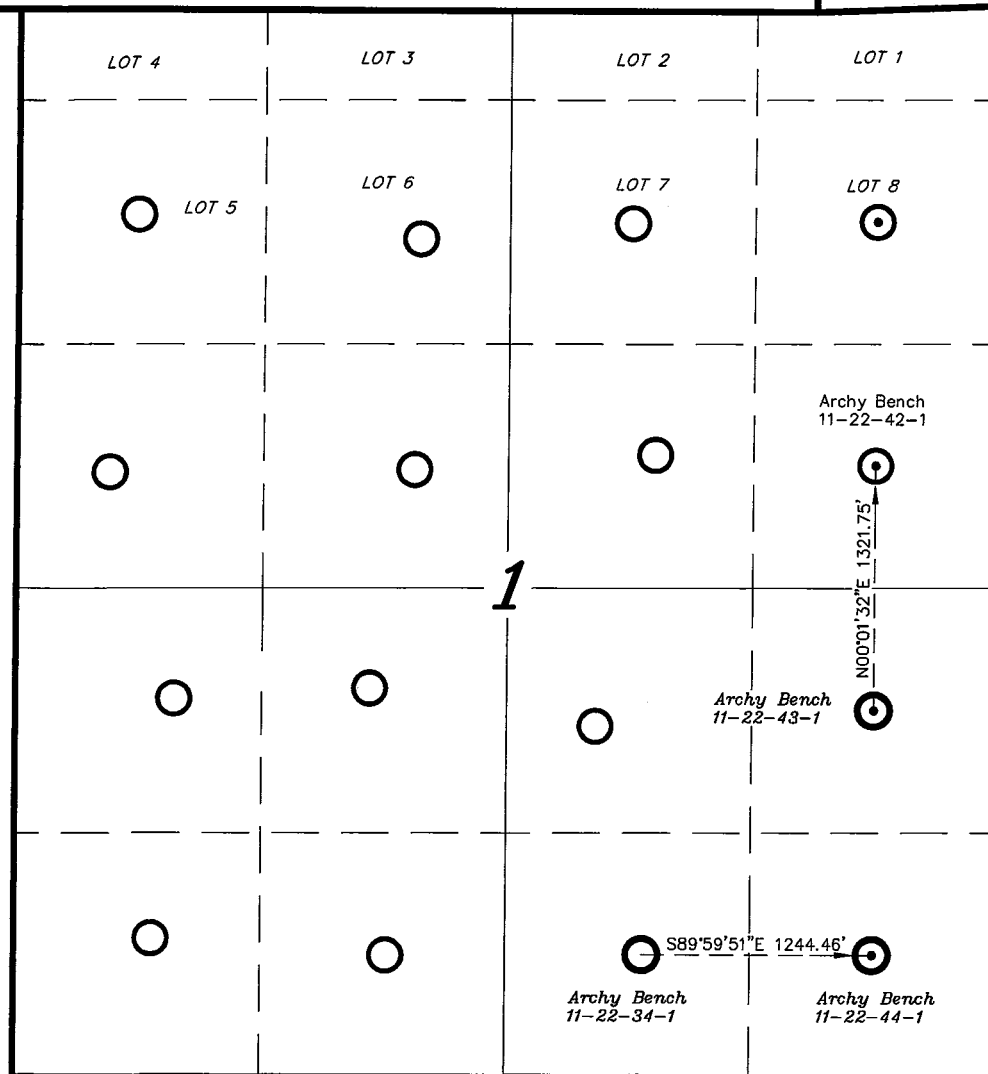 LOT 4
LOT 3
LOT 2
LOT 1
LOT 5
LOT 6
LOT 7
LOT 8
Archy Bench
11-22-42-1
N00°01'32"E 1321.75'
1
Archy Bench
11-22-43-1
S89°59'51"E 1244.46'
Archy Bench
11-22-34-1
Archy Bench
11-22-44-1